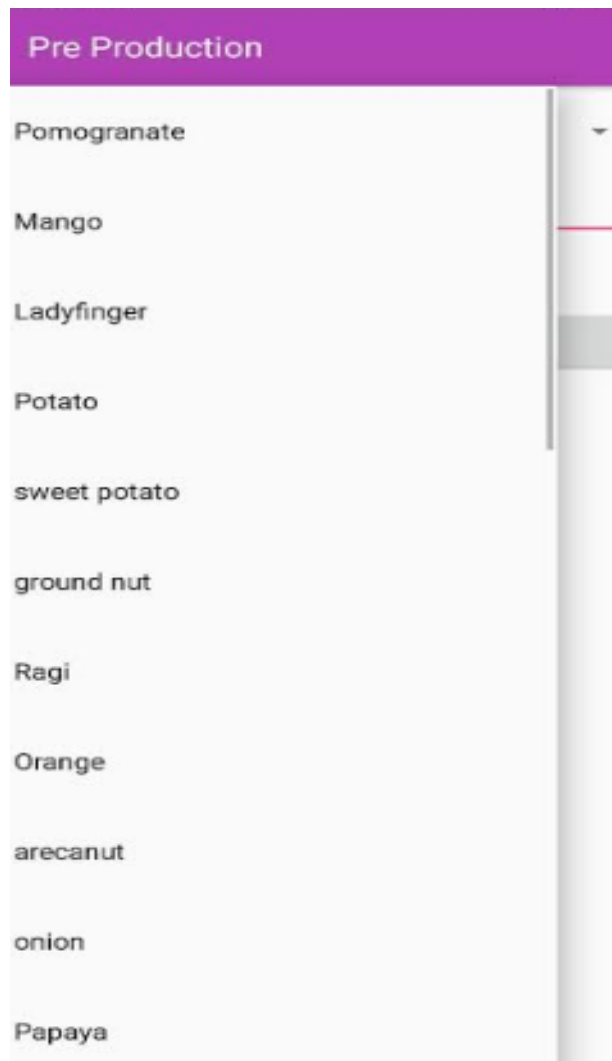 Pre Production
Pomogranate
Mango
Ladyfinger
Potato
sweet potato
ground nut
Ragi
Orange
arecanut
onion
Papaya